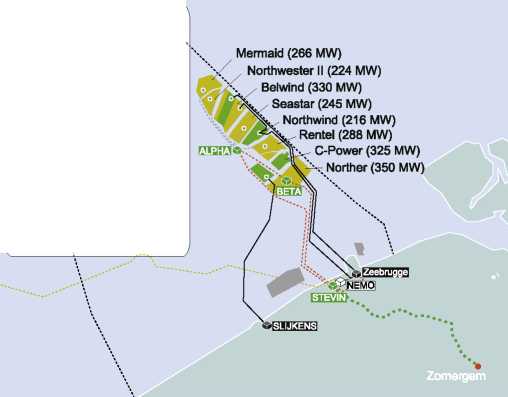 Mermaid (266 MW)
Northwester II (224 MW)
Belwind (330 MW)
Seastar (245 MW)
Northwind (216 MW)
Rentel (288 MW)
C-Power (325 MW)
Norther (350 MW)
ALPHA
BETA
Zeebrugge
NEMO
STEVIN
SLIJKENS
Zomergem